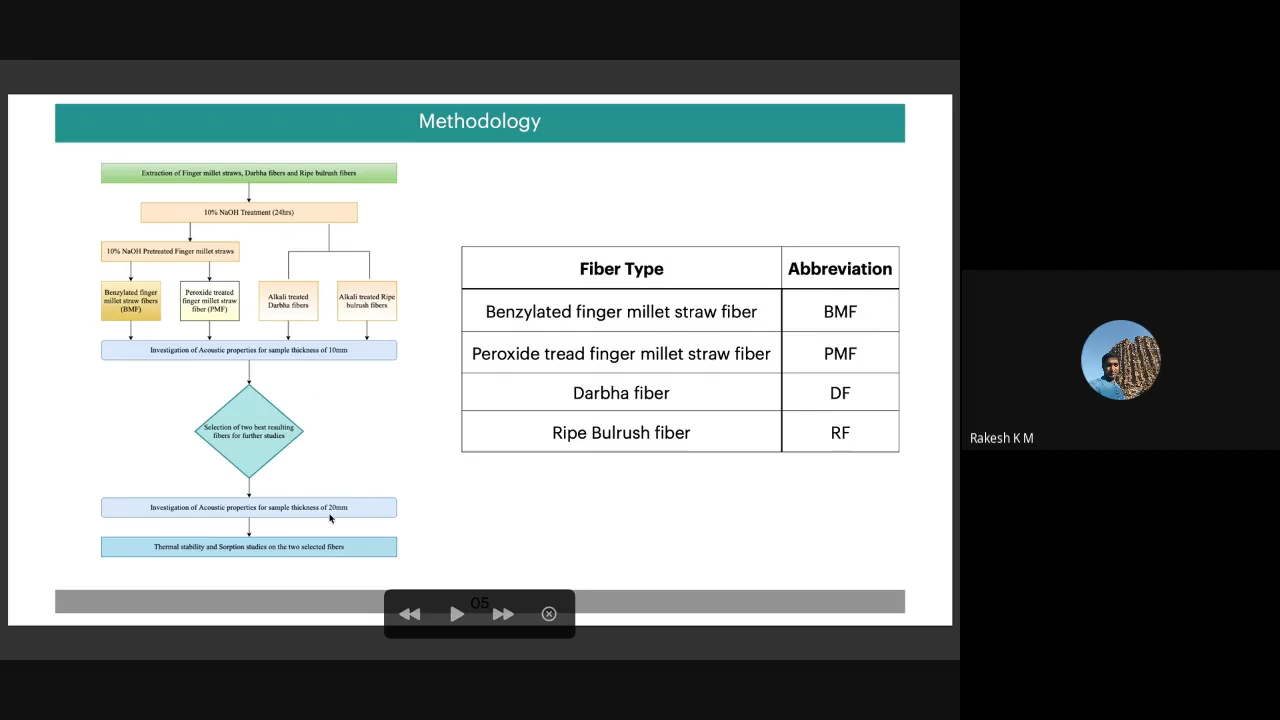 Methodology
Extraction of Finger millet straws, Darbha fibers and Ripe bulrush fibers
10% NaOH Treatment (24hrs)
10% NaOH Pretreated Finger millet straws
Benzylated finger
millet straw fibers
(BMF)
Peroxide treated
finger millet straw
fiber (PMF)
Alkali treated
Darbha fibers
Alkali treated Ripe
bulrush fibers
Investigation of Acoustic properties for sample thickness of 10mm
Selection of two best resulting
fibers for further studies
Investigation of Acoustic properties for sample thickness of 20mm
Thermal stability and Sorption studies on the two selected fibers
Fiber Type Abbreviation
Benzylated finger millet straw fiber BMF
Peroxide tread finger millet straw fiber PMF
Darbha fiber DF
Ripe Bulrush fiber RF
05
Rakesh K M